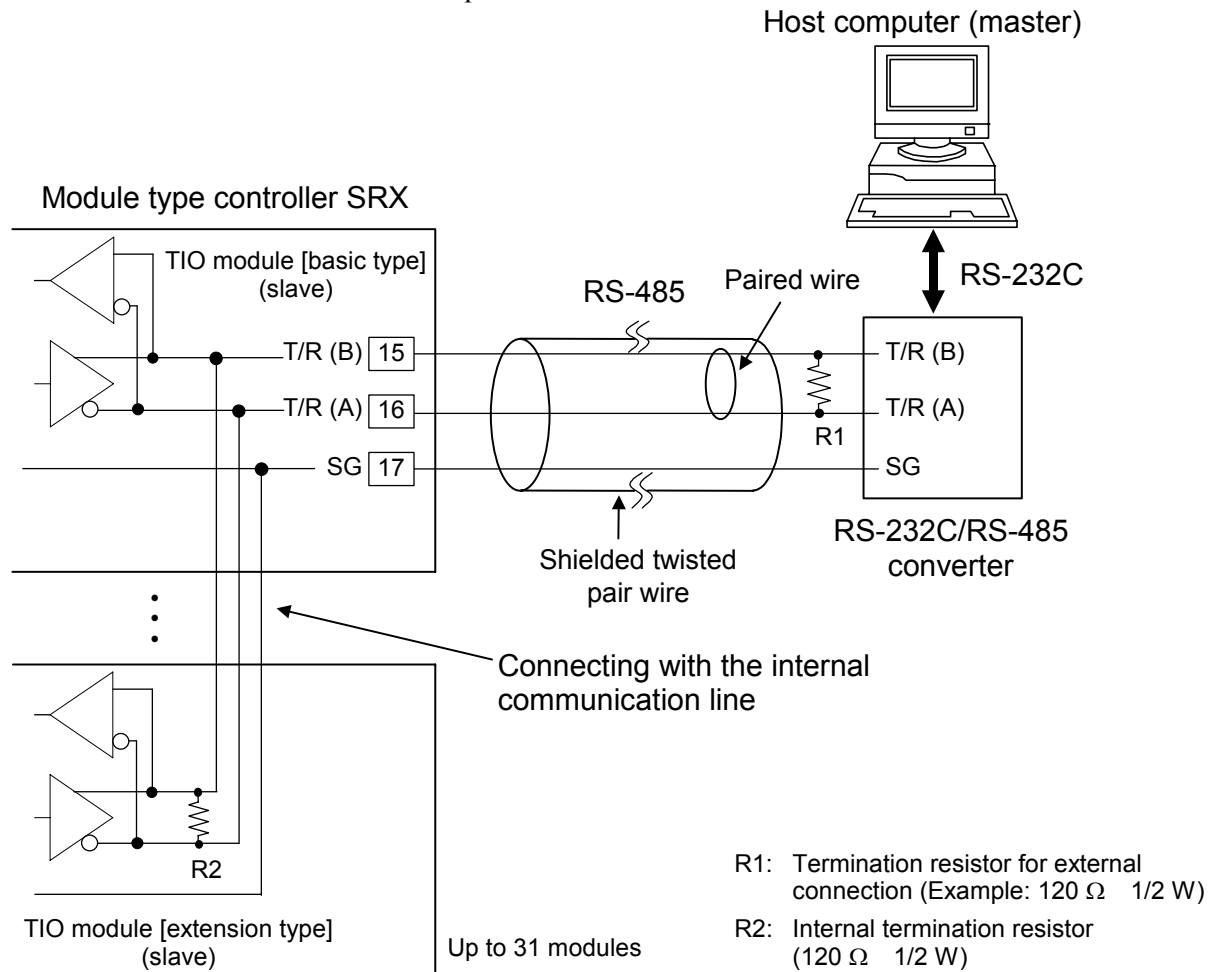 Host computer (master)
Module type controller SRX
TIO module [basic type]
(slave)
RS-485
Paired wire
RS-232C
T/R (B) 15
T/R (B)
T/R (A) 16
T/R (A)
R1
SG 17
SG
RS-232C/RS-485
converter
Shielded twisted
pair wire
Connecting with the internal
communication line
R2
TIO module [extension type]
(slave)
Up to 31 modules
R1: Termination resistor for external
connection (Example: 120 Ω 1/2 W)
R2: Internal termination resistor
(120 Ω 1/2 W)